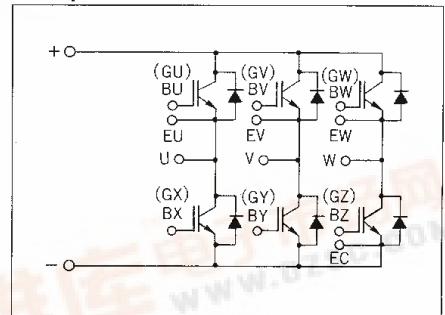 +
(GU) (GV) (GW)
BU BV BW
EU EV EW
U V W
(GX) (GY) (GZ)
BX BY BZ
EC
-